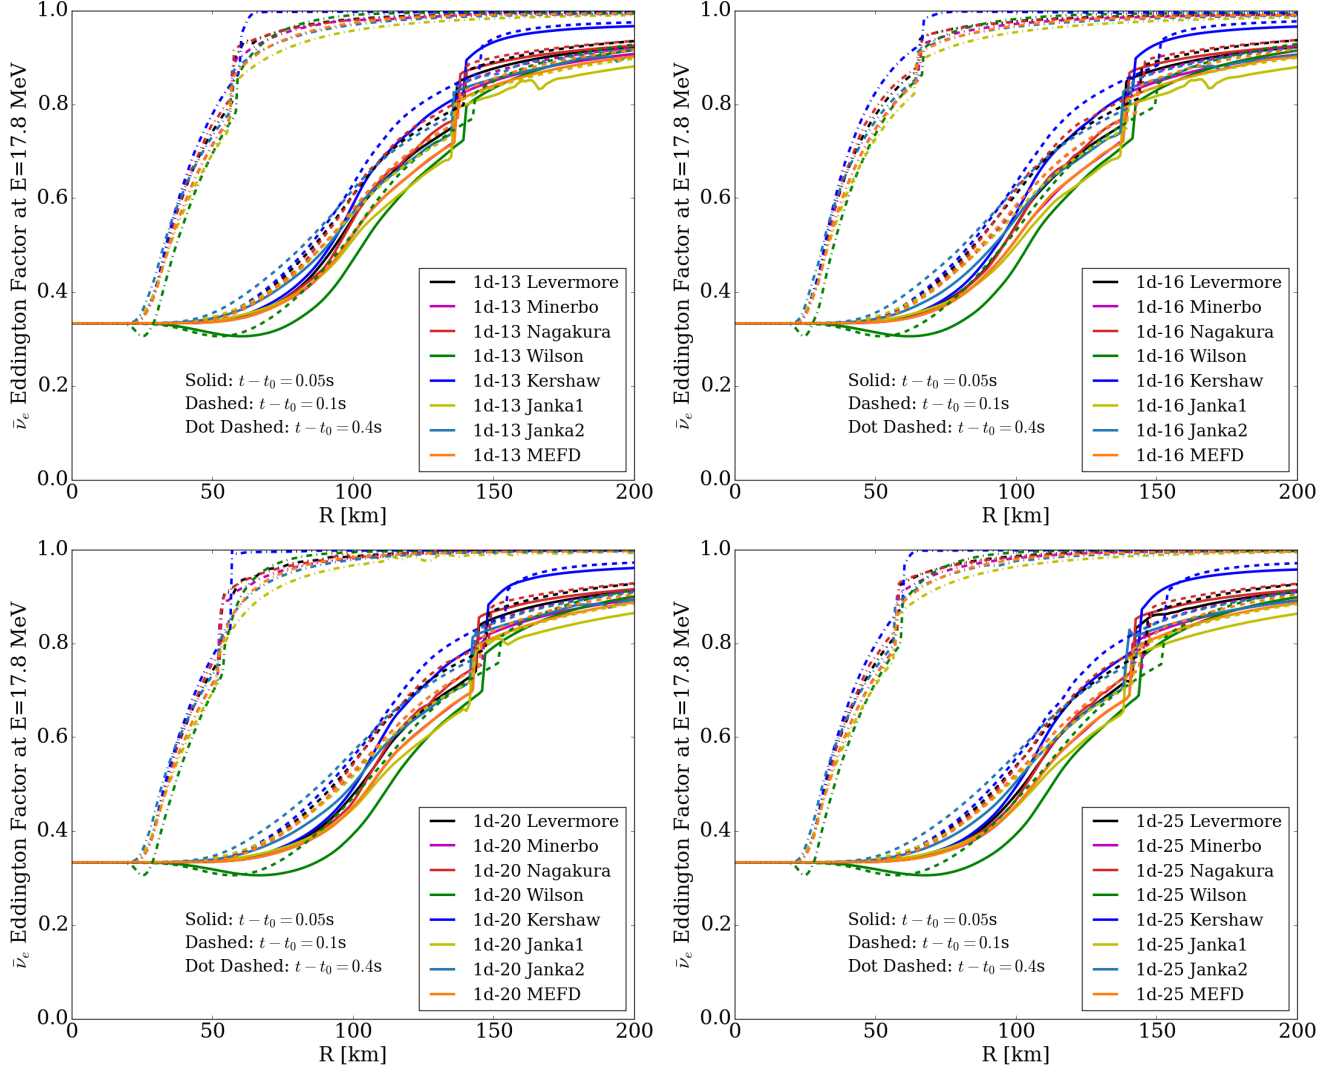 1.0
0.8
0.6
0.4
0.2
0.0
0
50
100
150
200
R [km]
ν̄ₑ Eddington Factor at E=17.8 MeV
Solid: t − t₀ = 0.05s
Dashed: t − t₀ = 0.1s
Dot Dashed: t − t₀ = 0.4s
1d-13 Levermore
1d-13 Minerbo
1d-13 Nagakura
1d-13 Wilson
1d-13 Kershaw
1d-13 Janka1
1d-13 Janka2
1d-13 MEFD
1.0
0.8
0.6
0.4
0.2
0.0
0
50
100
150
200
R [km]
ν̄ₑ Eddington Factor at E=17.8 MeV
Solid: t − t₀ = 0.05s
Dashed: t − t₀ = 0.1s
Dot Dashed: t − t₀ = 0.4s
1d-16 Levermore
1d-16 Minerbo
1d-16 Nagakura
1d-16 Wilson
1d-16 Kershaw
1d-16 Janka1
1d-16 Janka2
1d-16 MEFD
1.0
0.8
0.6
0.4
0.2
0.0
0
50
100
150
200
R [km]
ν̄ₑ Eddington Factor at E=17.8 MeV
Solid: t − t₀ = 0.05s
Dashed: t − t₀ = 0.1s
Dot Dashed: t − t₀ = 0.4s
1d-20 Levermore
1d-20 Minerbo
1d-20 Nagakura
1d-20 Wilson
1d-20 Kershaw
1d-20 Janka1
1d-20 Janka2
1d-20 MEFD
1.0
0.8
0.6
0.4
0.2
0.0
0
50
100
150
200
R [km]
ν̄ₑ Eddington Factor at E=17.8 MeV
Solid: t − t₀ = 0.05s
Dashed: t − t₀ = 0.1s
Dot Dashed: t − t₀ = 0.4s
1d-25 Levermore
1d-25 Minerbo
1d-25 Nagakura
1d-25 Wilson
1d-25 Kershaw
1d-25 Janka1
1d-25 Janka2
1d-25 MEFD